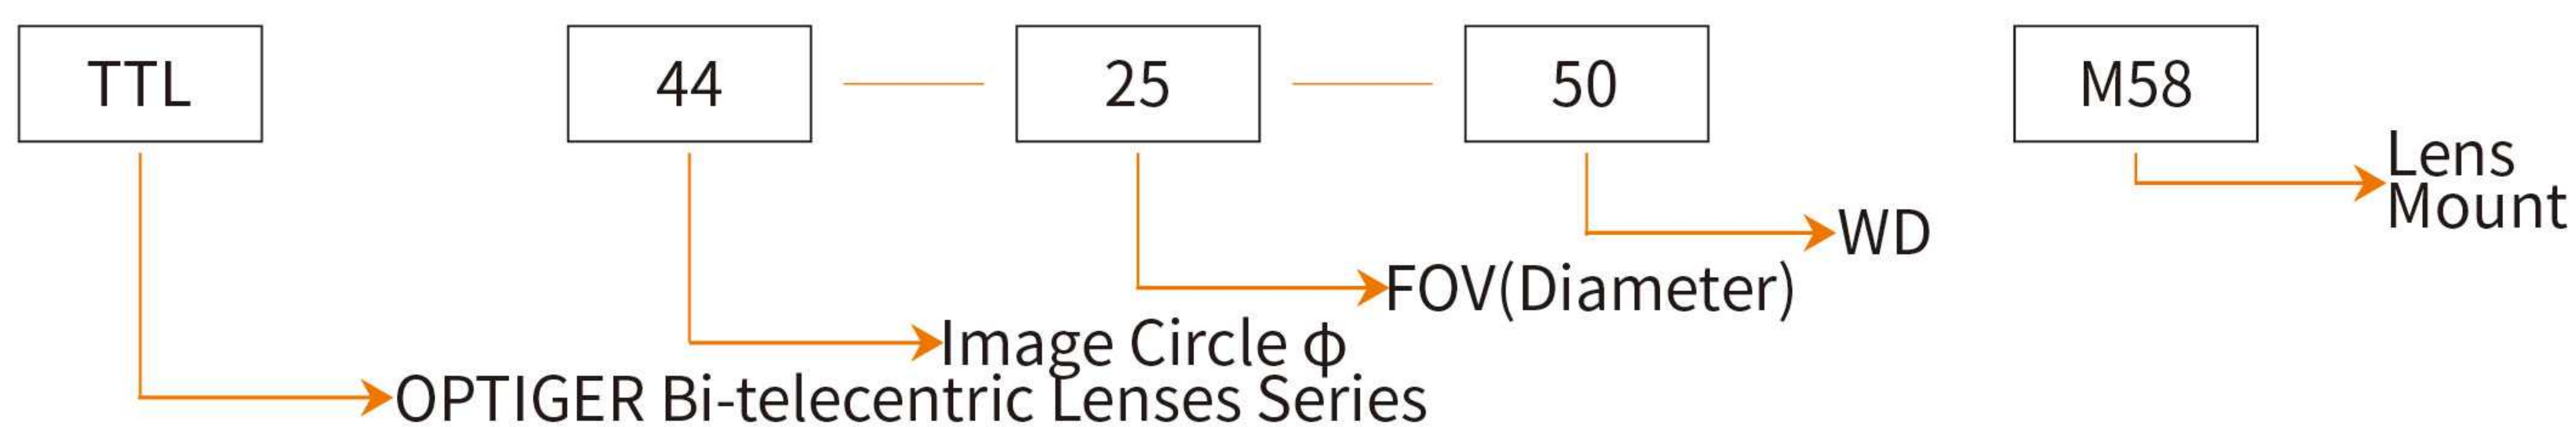 TTL 44 25 50 M58
Lens
Mount
WD
FOV(Diameter)
Image Circle ϕ
OPTIGER Bi-telecentric Lenses Series